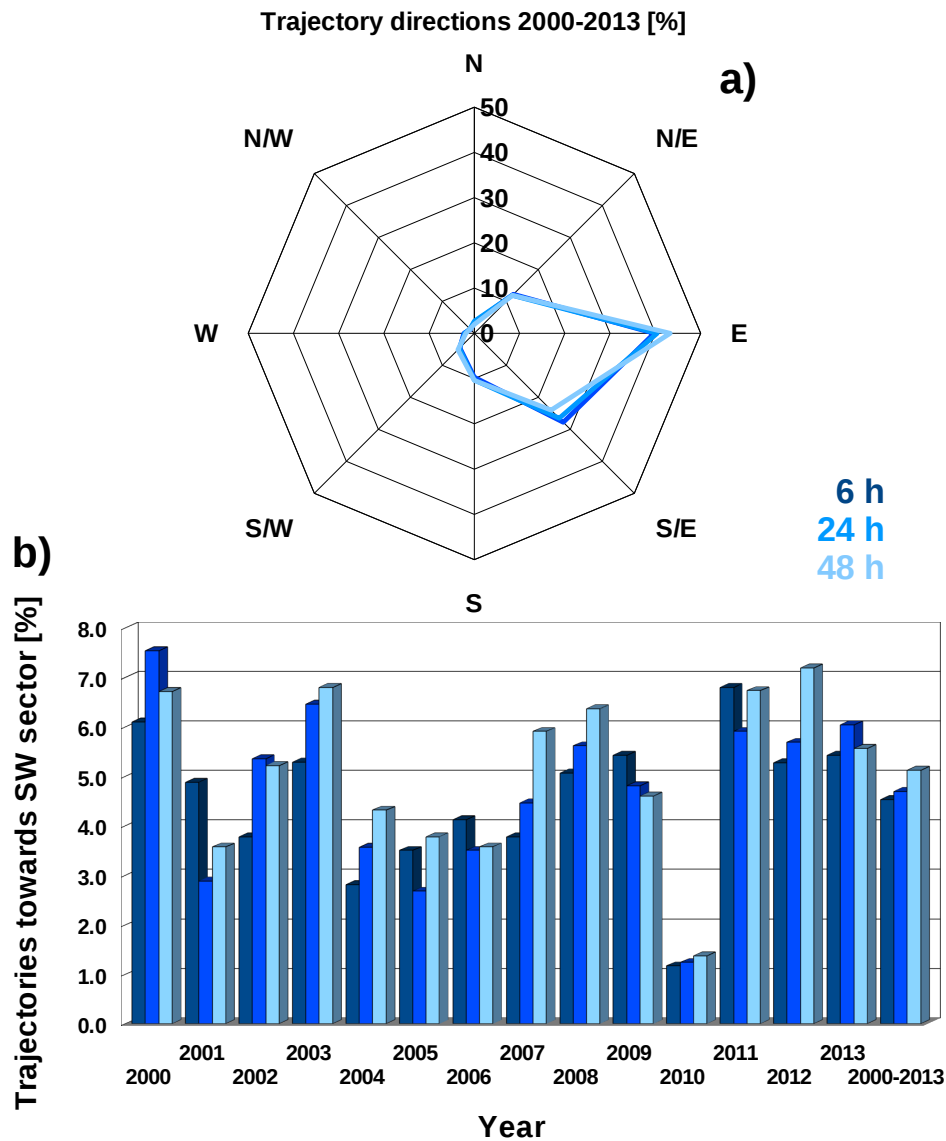 Trajectory directions 2000-2013 [%]
a)
N
N/W
N/E
50
40
30
20
10
0
W
E
S/W
S/E
S
6 h
24 h
48 h
b)
Trajectories towards SW sector [%]
8.0
7.0
6.0
5.0
4.0
3.0
2.0
1.0
0.0
2001 2003 2005 2007 2009 2011 2013
2000 2002 2004 2006 2008 2010 2012 2000-2013
Year